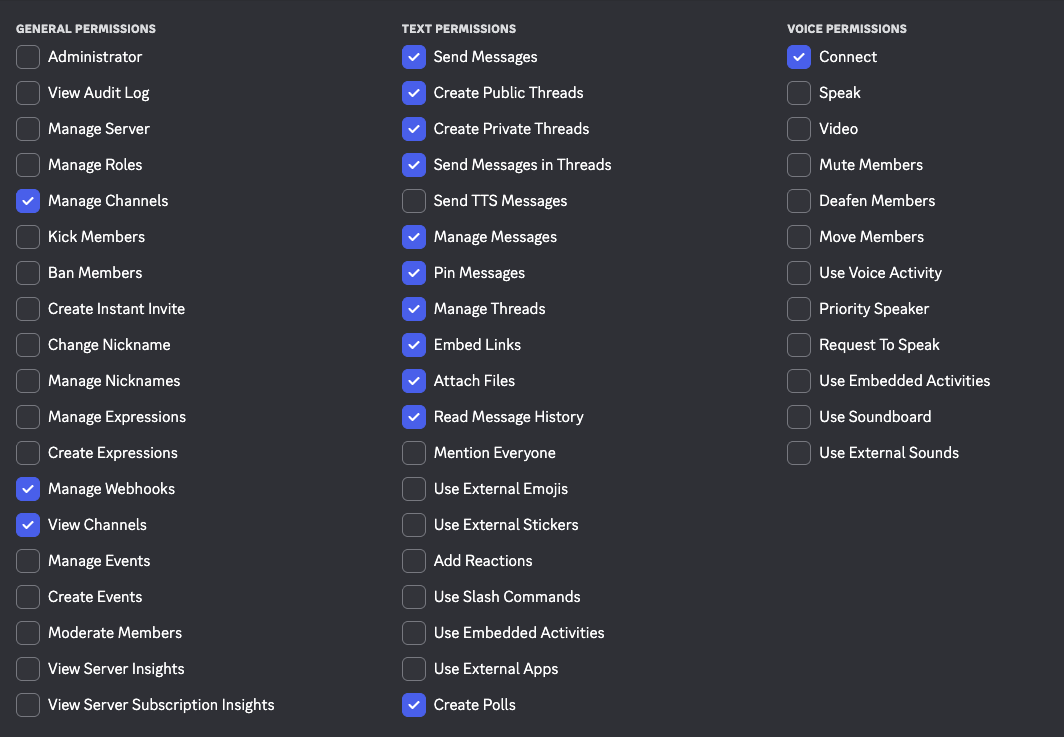 GENERAL PERMISSIONS
Administrator
View Audit Log
Manage Server
Manage Roles
Manage Channels
Kick Members
Ban Members
Create Instant Invite
Change Nickname
Manage Nicknames
Manage Expressions
Create Expressions
Manage Webhooks
View Channels
Manage Events
Create Events
Moderate Members
View Server Insights
View Server Subscription Insights
TEXT PERMISSIONS
Send Messages
Create Public Threads
Create Private Threads
Send Messages in Threads
Send TTS Messages
Manage Messages
Pin Messages
Manage Threads
Embed Links
Attach Files
Read Message History
Mention Everyone
Use External Emojis
Use External Stickers
Add Reactions
Use Slash Commands
Use Embedded Activities
Use External Apps
Create Polls
VOICE PERMISSIONS
Connect
Speak
Video
Mute Members
Deafen Members
Move Members
Use Voice Activity
Priority Speaker
Request To Speak
Use Embedded Activities
Use Soundboard
Use External Sounds